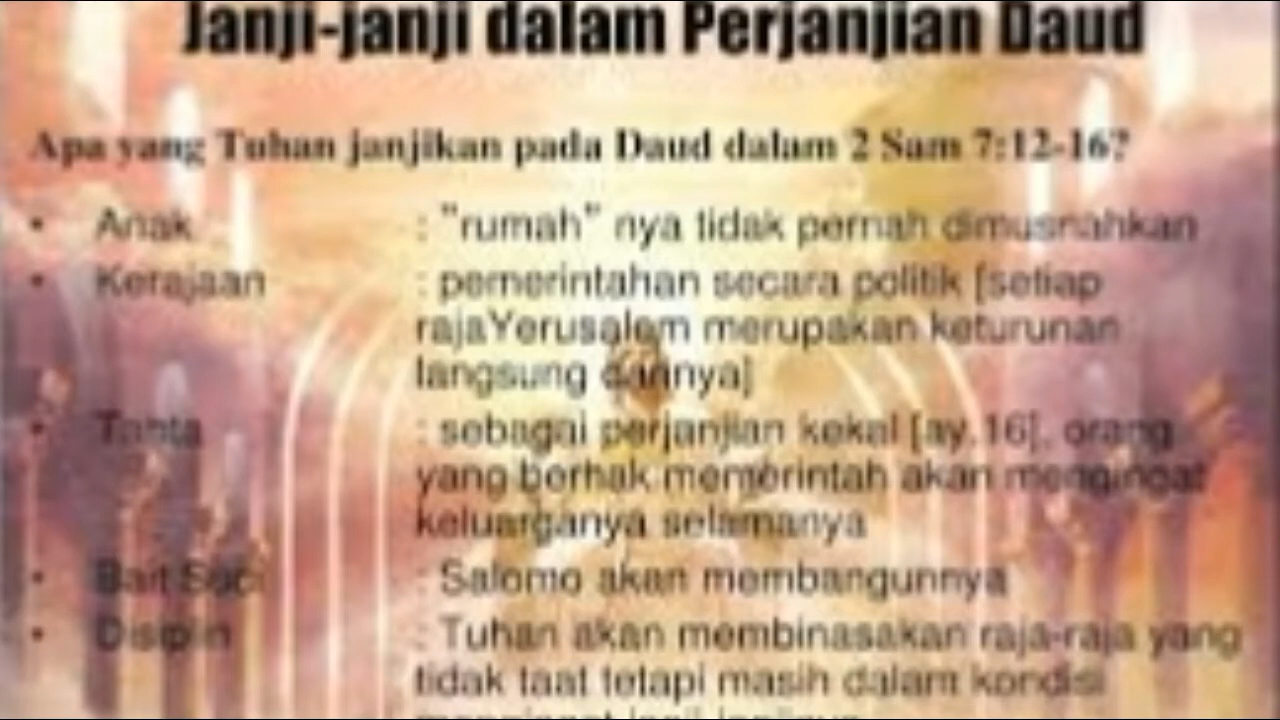 Janji-janji dalam Perjanjian Daud
Apa yang Tuhan janjikan pada Daud dalam 2 Sam 7:12-16?
• Anak : "rumah" nya tidak pernah dimusnahkan
• Kerajaan : pemerintahan secara politik [setiap
rajaYerusalem merupakan keturunan
langsung darinya]
• Tahta : sebagai perjanjian kekal [ay.16], orang
yang berhak memerintah akan mengingat
keluarganya selamanya
• Bait Suci : Salomo akan membangunnya
• Disiplin : Tuhan akan membinasakan raja-raja yang
tidak taat tetapi masih dalam kondisi